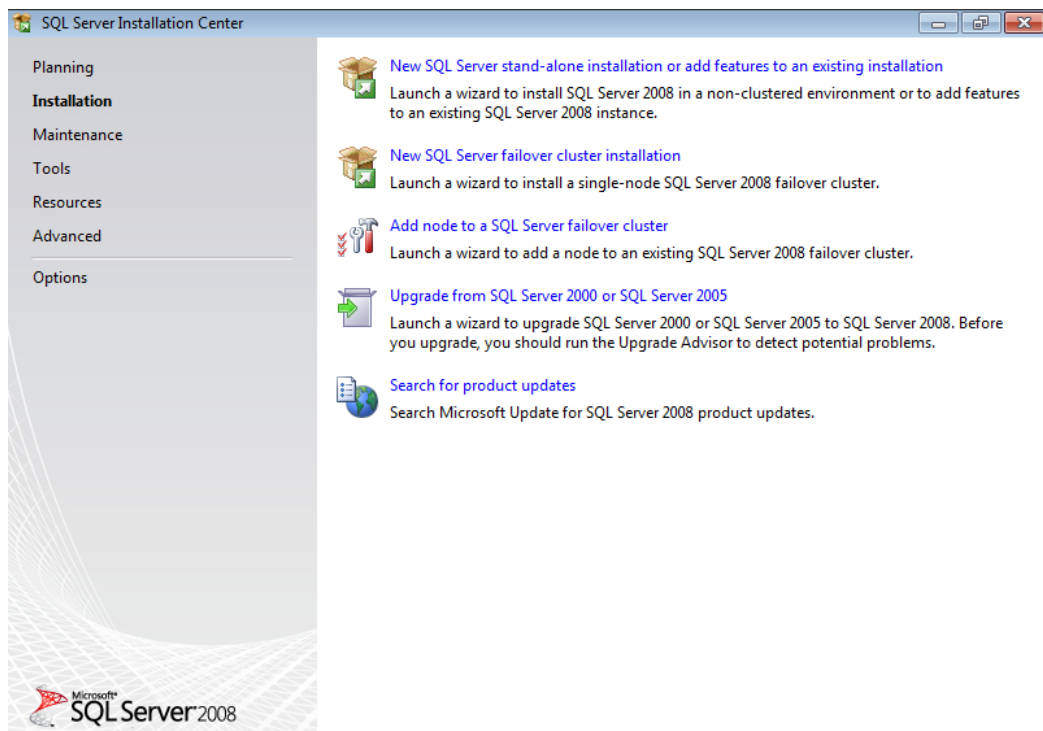 SQL Server Installation Center
Planning
Installation
Maintenance
Tools
Resources
Advanced
Options
New SQL Server stand-alone installation or add features to an existing installation
Launch a wizard to install SQL Server 2008 in a non-clustered environment or to add features
to an existing SQL Server 2008 instance.
New SQL Server failover cluster installation
Launch a wizard to install a single-node SQL Server 2008 failover cluster.
Add node to a SQL Server failover cluster
Launch a wizard to add a node to an existing SQL Server 2008 failover cluster.
Upgrade from SQL Server 2000 or SQL Server 2005
Launch a wizard to upgrade SQL Server 2000 or SQL Server 2005 to SQL Server 2008. Before
you upgrade, you should run the Upgrade Advisor to detect potential problems.
Search for product updates
Search Microsoft Update for SQL Server 2008 product updates.
Microsoft®
SQL Server® 2008